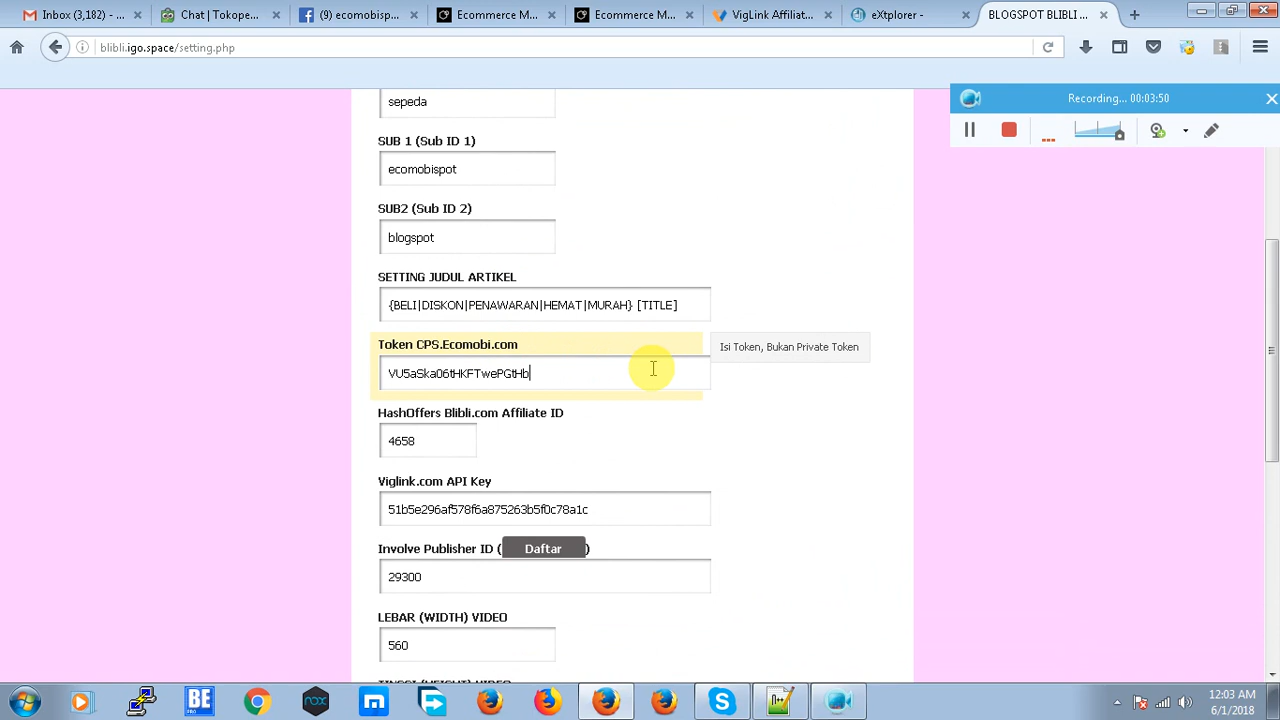 Inbox (3,182) -
Chat | Tokope
(9) ecomobisp
Ecommerce M
Ecommerce M
VigLink Affiliat
eXtplorer -
BLOGSPOT BLIBLI ...
blibli.igo.space/setting.php
Recording... 00:03:50
sepeda
SUB 1 (Sub ID 1)
ecomobispot
SUB2 (Sub ID 2)
blogspot
SETTING JUDUL ARTIKEL
{BELI|DISKON|PENAWARAN|HEMAT|MURAH} [TITLE]
Token CPS.Ecomobi.com
Isi Token, Bukan Private Token
VU5aSka06tHKFTwePGtHb
HashOffers Blibli.com Affiliate ID
4658
Viglink.com API Key
51b5e296af578f6a875263b5f0c78a1c
Involve Publisher ID ( Daftar )
29300
LEBAR (WIDTH) VIDEO
560
BE
nox
12:03 AM
6/1/2018